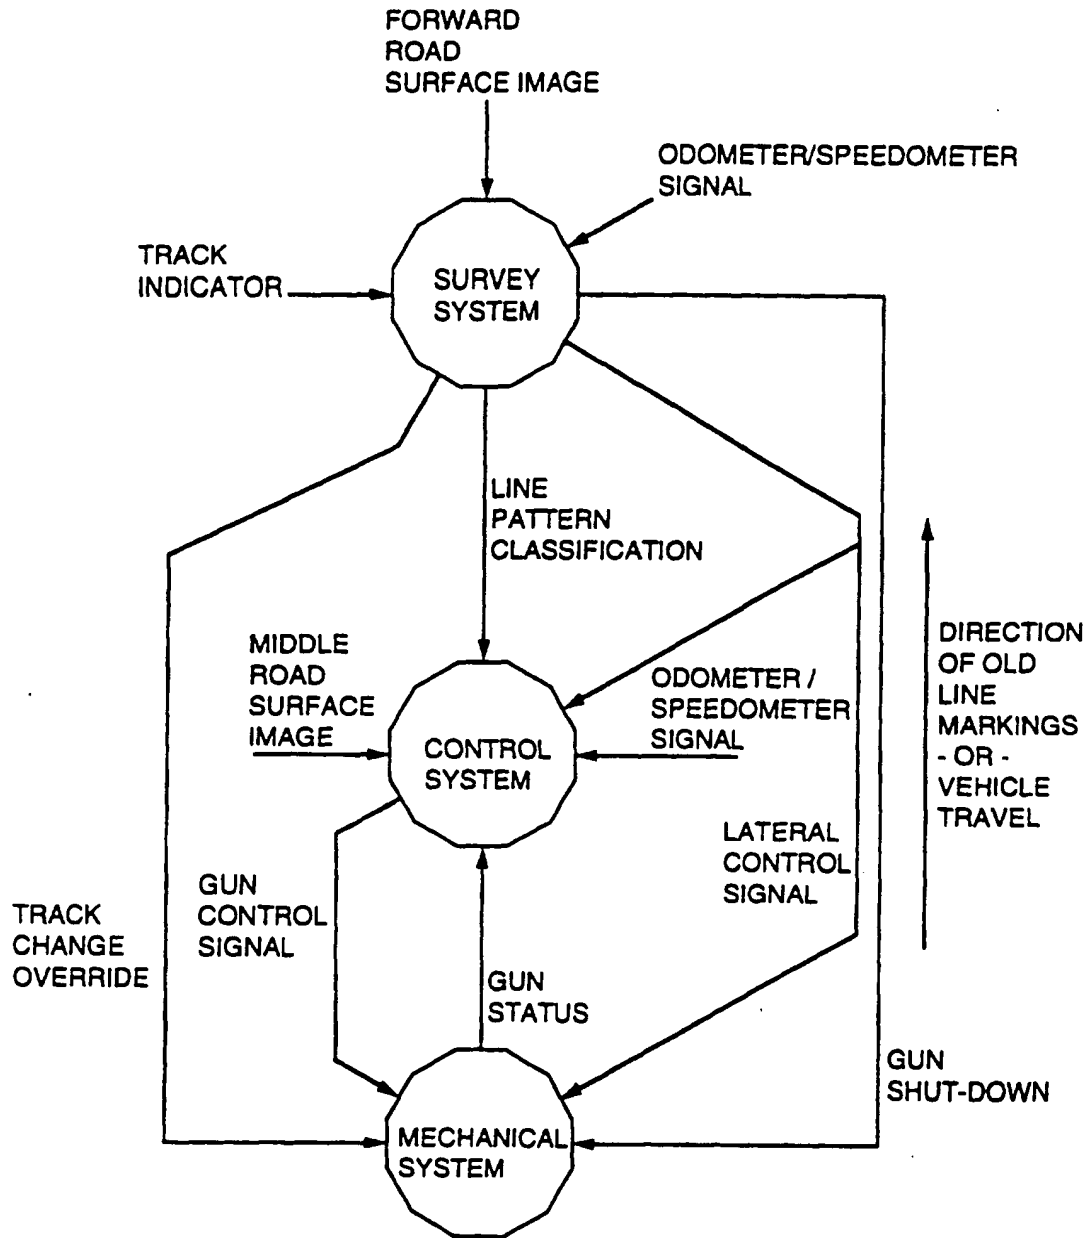 FORWARD
ROAD
SURFACE IMAGE
ODOMETER/SPEEDOMETER
SIGNAL
TRACK
INDICATOR
SURVEY
SYSTEM
LINE
PATTERN
CLASSIFICATION
MIDDLE
ROAD
SURFACE
IMAGE
ODOMETER /
SPEEDOMETER
SIGNAL
DIRECTION
OF OLD
LINE
MARKINGS
- OR -
VEHICLE
TRAVEL
CONTROL
SYSTEM
LATERAL
CONTROL
SIGNAL
GUN
CONTROL
SIGNAL
TRACK
CHANGE
OVERRIDE
GUN
STATUS
GUN
SHUT-DOWN
MECHANICAL
SYSTEM